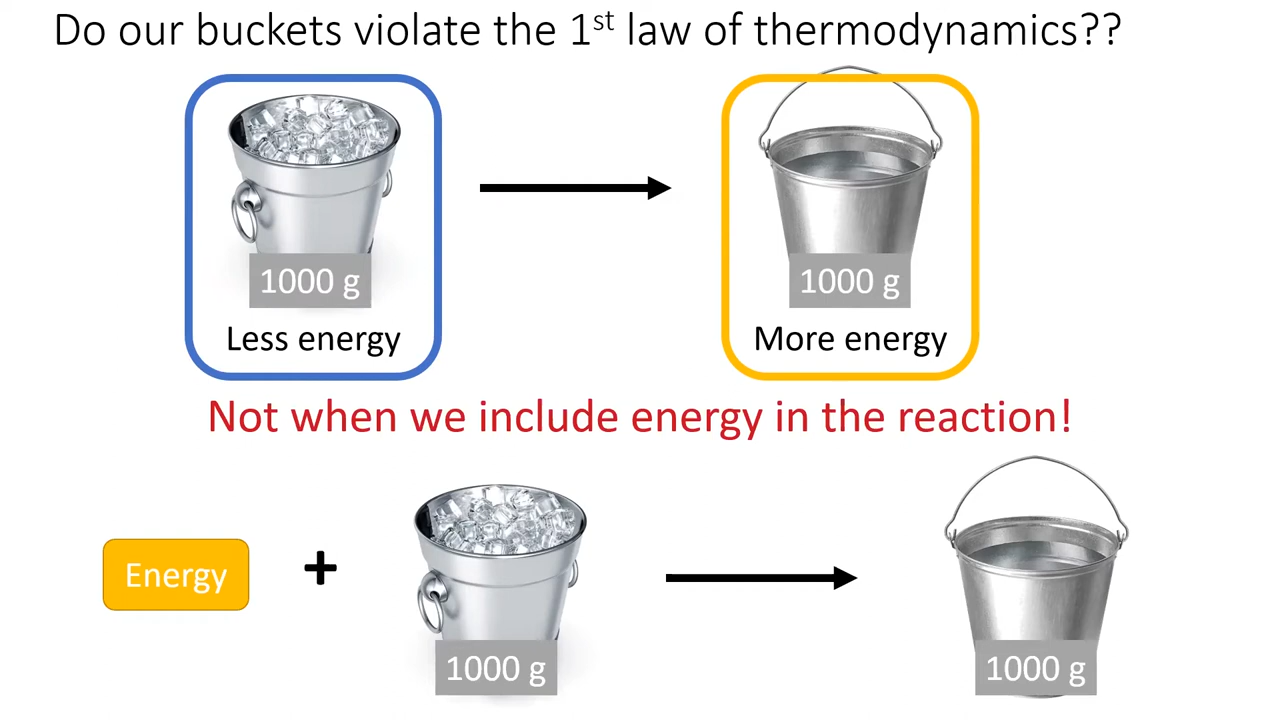 Do our buckets violate the 1st law of thermodynamics??
1000 g
1000 g
Less energy
More energy
Not when we include energy in the reaction!
Energy
+
1000 g
1000 g